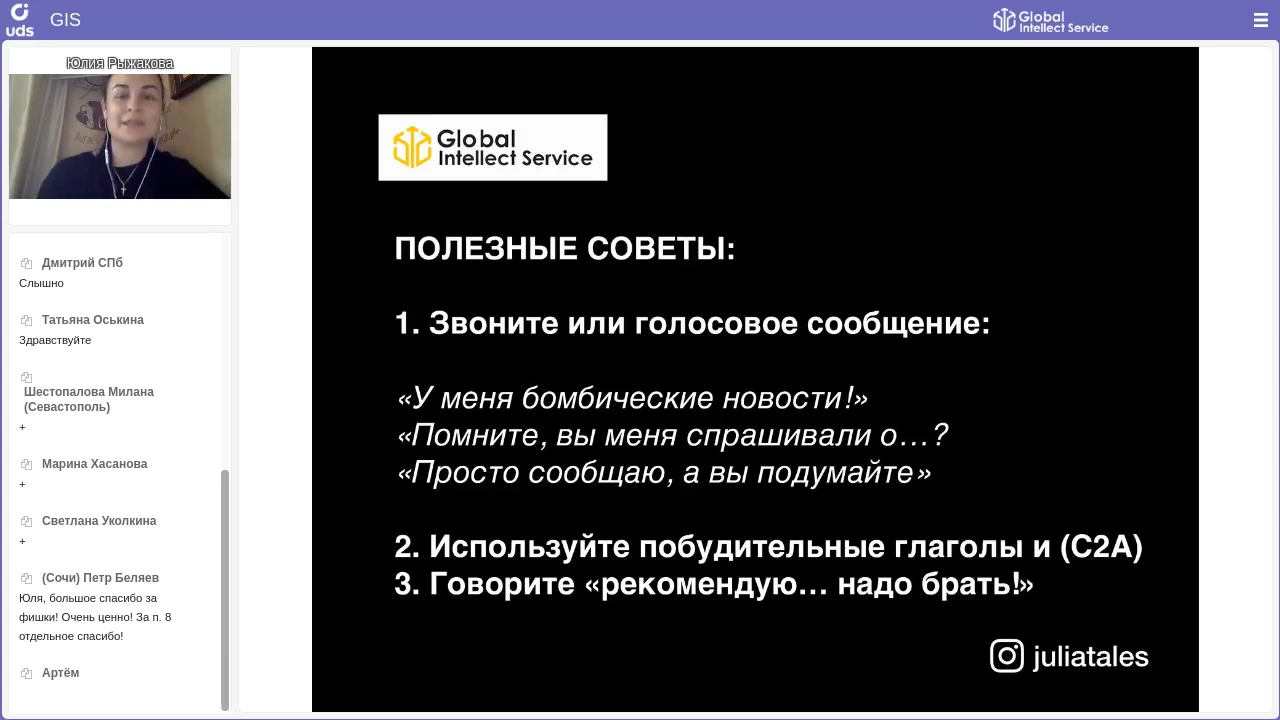 uds
GIS
Global
Intellect Service
Юлия Рыжакова
Дмитрий СПб
Слышно
Татьяна Оськина
Здравствуйте
Шестопалова Милана
(Севастополь)
+
Марина Хасанова
+
Светлана Уколкина
+
(Сочи) Петр Беляев
Юля, большое спасибо за
фишки! Очень ценно! За п. 8
отдельное спасибо!
Артём
Global
Intellect Service
ПОЛЕЗНЫЕ СОВЕТЫ:
1. Звоните или голосовое сообщение:
«У меня бомбические новости!»
«Помните, вы меня спрашивали о...?
«Просто сообщаю, а вы подумайте»
2. Используйте побудительные глаголы и (C2A)
3. Говорите «рекомендую... надо брать!»
juliatales